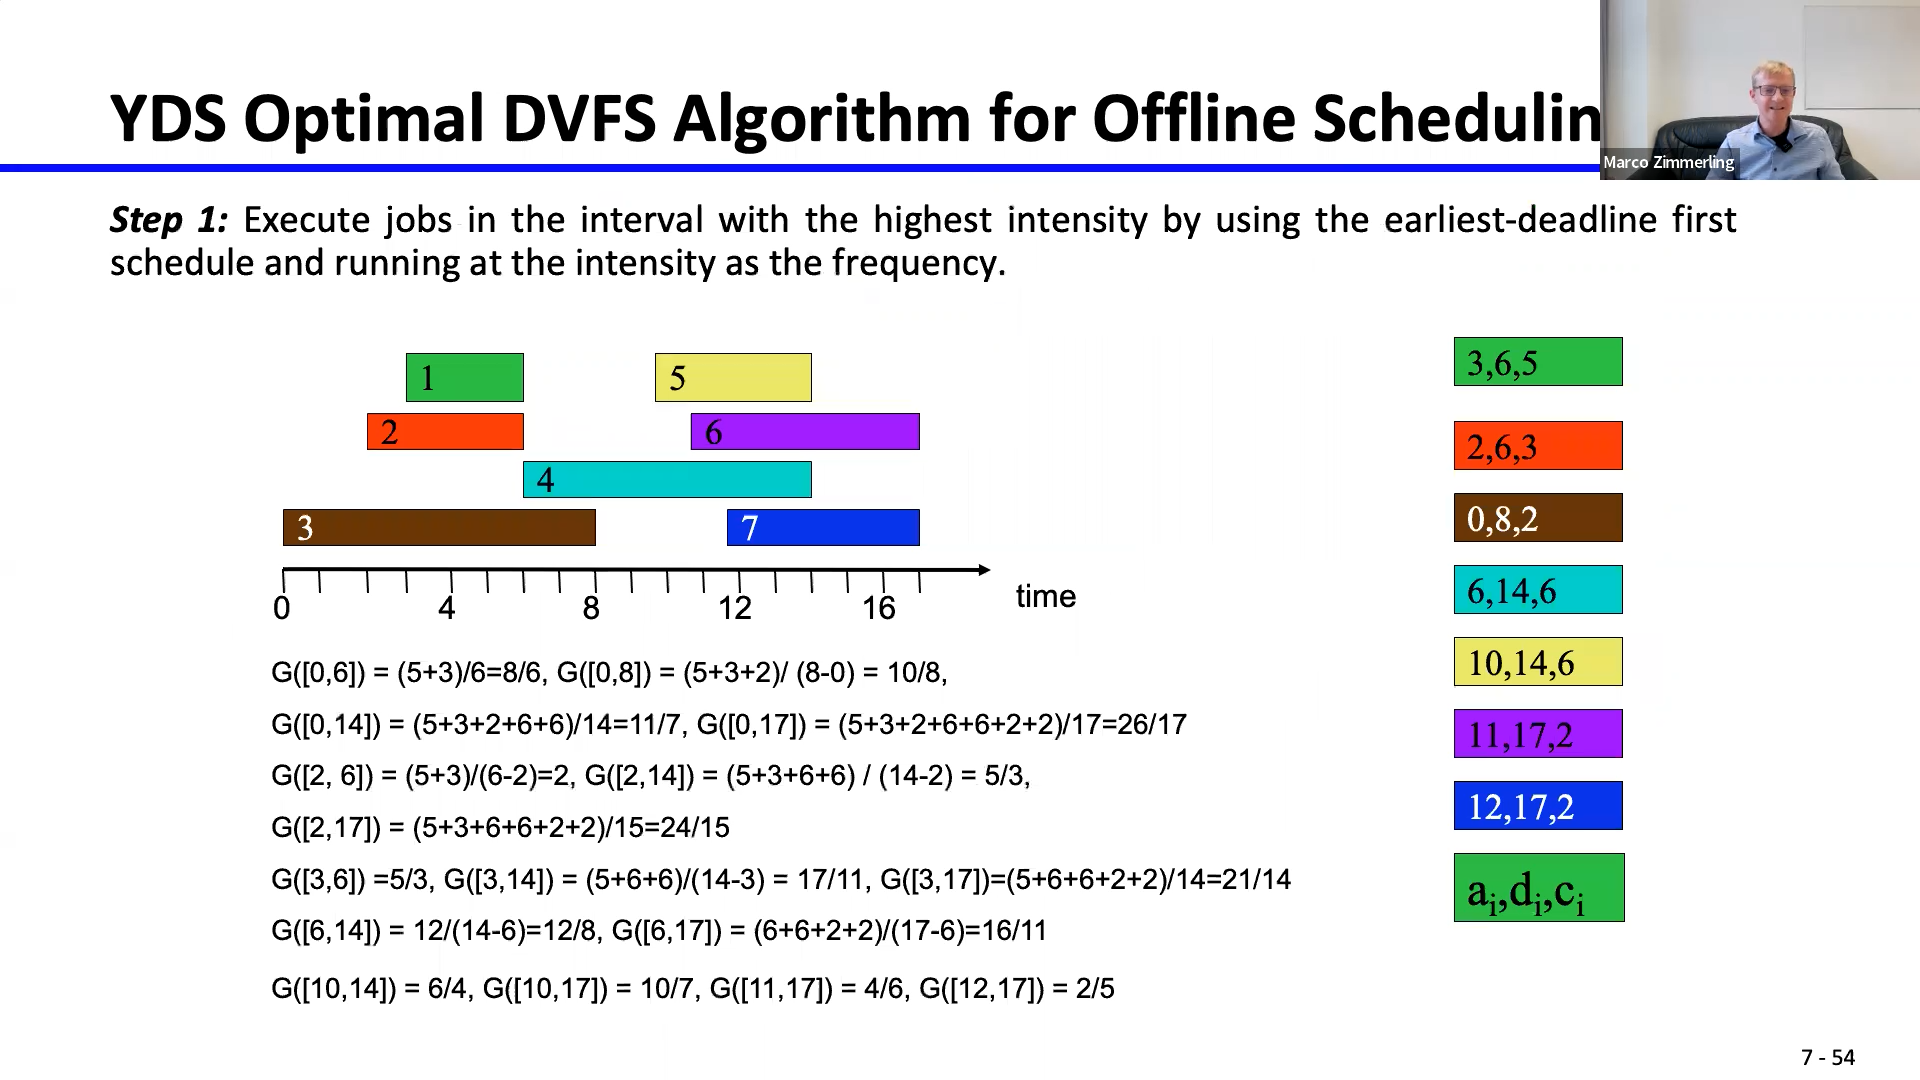 YDS Optimal DVFS Algorithm for Offline Schedulin
Marco Zimmerling
Step 1: Execute jobs in the interval with the highest intensity by using the earliest-deadline first
schedule and running at the intensity as the frequency.
1
5
2
6
4
3
7
0
4
8
12
16
time
3,6,5
2,6,3
0,8,2
6,14,6
10,14,6
11,17,2
12,17,2
ai,di,ci
G([0,6]) = (5+3)/6=8/6, G([0,8]) = (5+3+2)/ (8-0) = 10/8,
G([0,14]) = (5+3+2+6+6)/14=11/7, G([0,17]) = (5+3+2+6+6+2+2)/17=26/17
G([2, 6]) = (5+3)/(6-2)=2, G([2,14]) = (5+3+6+6) / (14-2) = 5/3,
G([2,17]) = (5+3+6+6+2+2)/15=24/15
G([3,6]) =5/3, G([3,14]) = (5+6+6)/(14-3) = 17/11, G([3,17])=(5+6+6+2+2)/14=21/14
G([6,14]) = 12/(14-6)=12/8, G([6,17]) = (6+6+2+2)/(17-6)=16/11
G([10,14]) = 6/4, G([10,17]) = 10/7, G([11,17]) = 4/6, G([12,17]) = 2/5
7 - 54